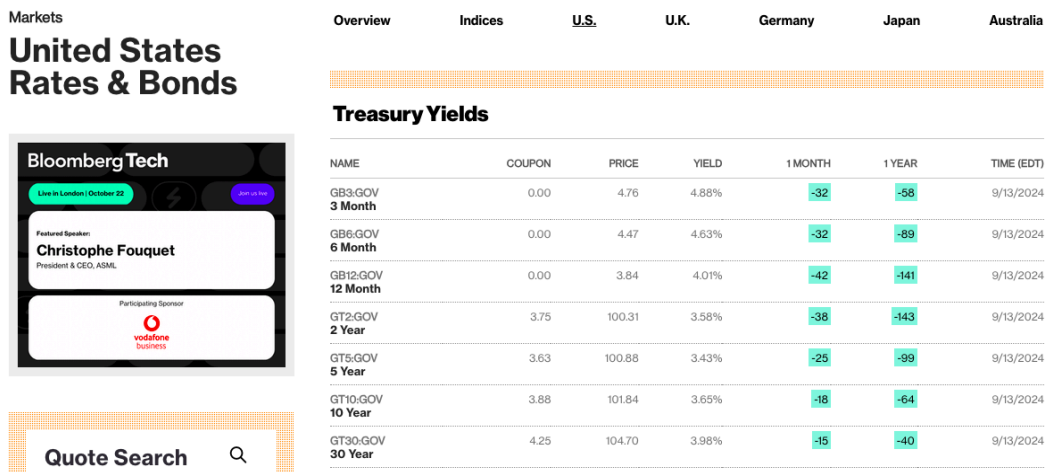 Markets
United States
Rates & Bonds
Bloomberg Tech
Live in London | October 22
Join us live
Featured Speaker:
Christophe Fouquet
President & CEO, ASML
Participating Sponsor
vodafone
business
Quote Search
Overview Indices U.S. U.K. Germany Japan Australia
Treasury Yields
NAME COUPON PRICE YIELD 1 MONTH 1 YEAR TIME (EDT)
GB3:GOV 0.00 4.76 4.88% -32 -58 9/13/2024
3 Month
GB6:GOV 0.00 4.47 4.63% -32 -89 9/13/2024
6 Month
GB12:GOV 0.00 3.84 4.01% -42 -141 9/13/2024
12 Month
GT2:GOV 3.75 100.31 3.58% -38 -143 9/13/2024
2 Year
GT5:GOV 3.63 100.88 3.43% -25 -99 9/13/2024
5 Year
GT10:GOV 3.88 101.84 3.65% -18 -64 9/13/2024
10 Year
GT30:GOV 4.25 104.70 3.98% -15 -40 9/13/2024
30 Year